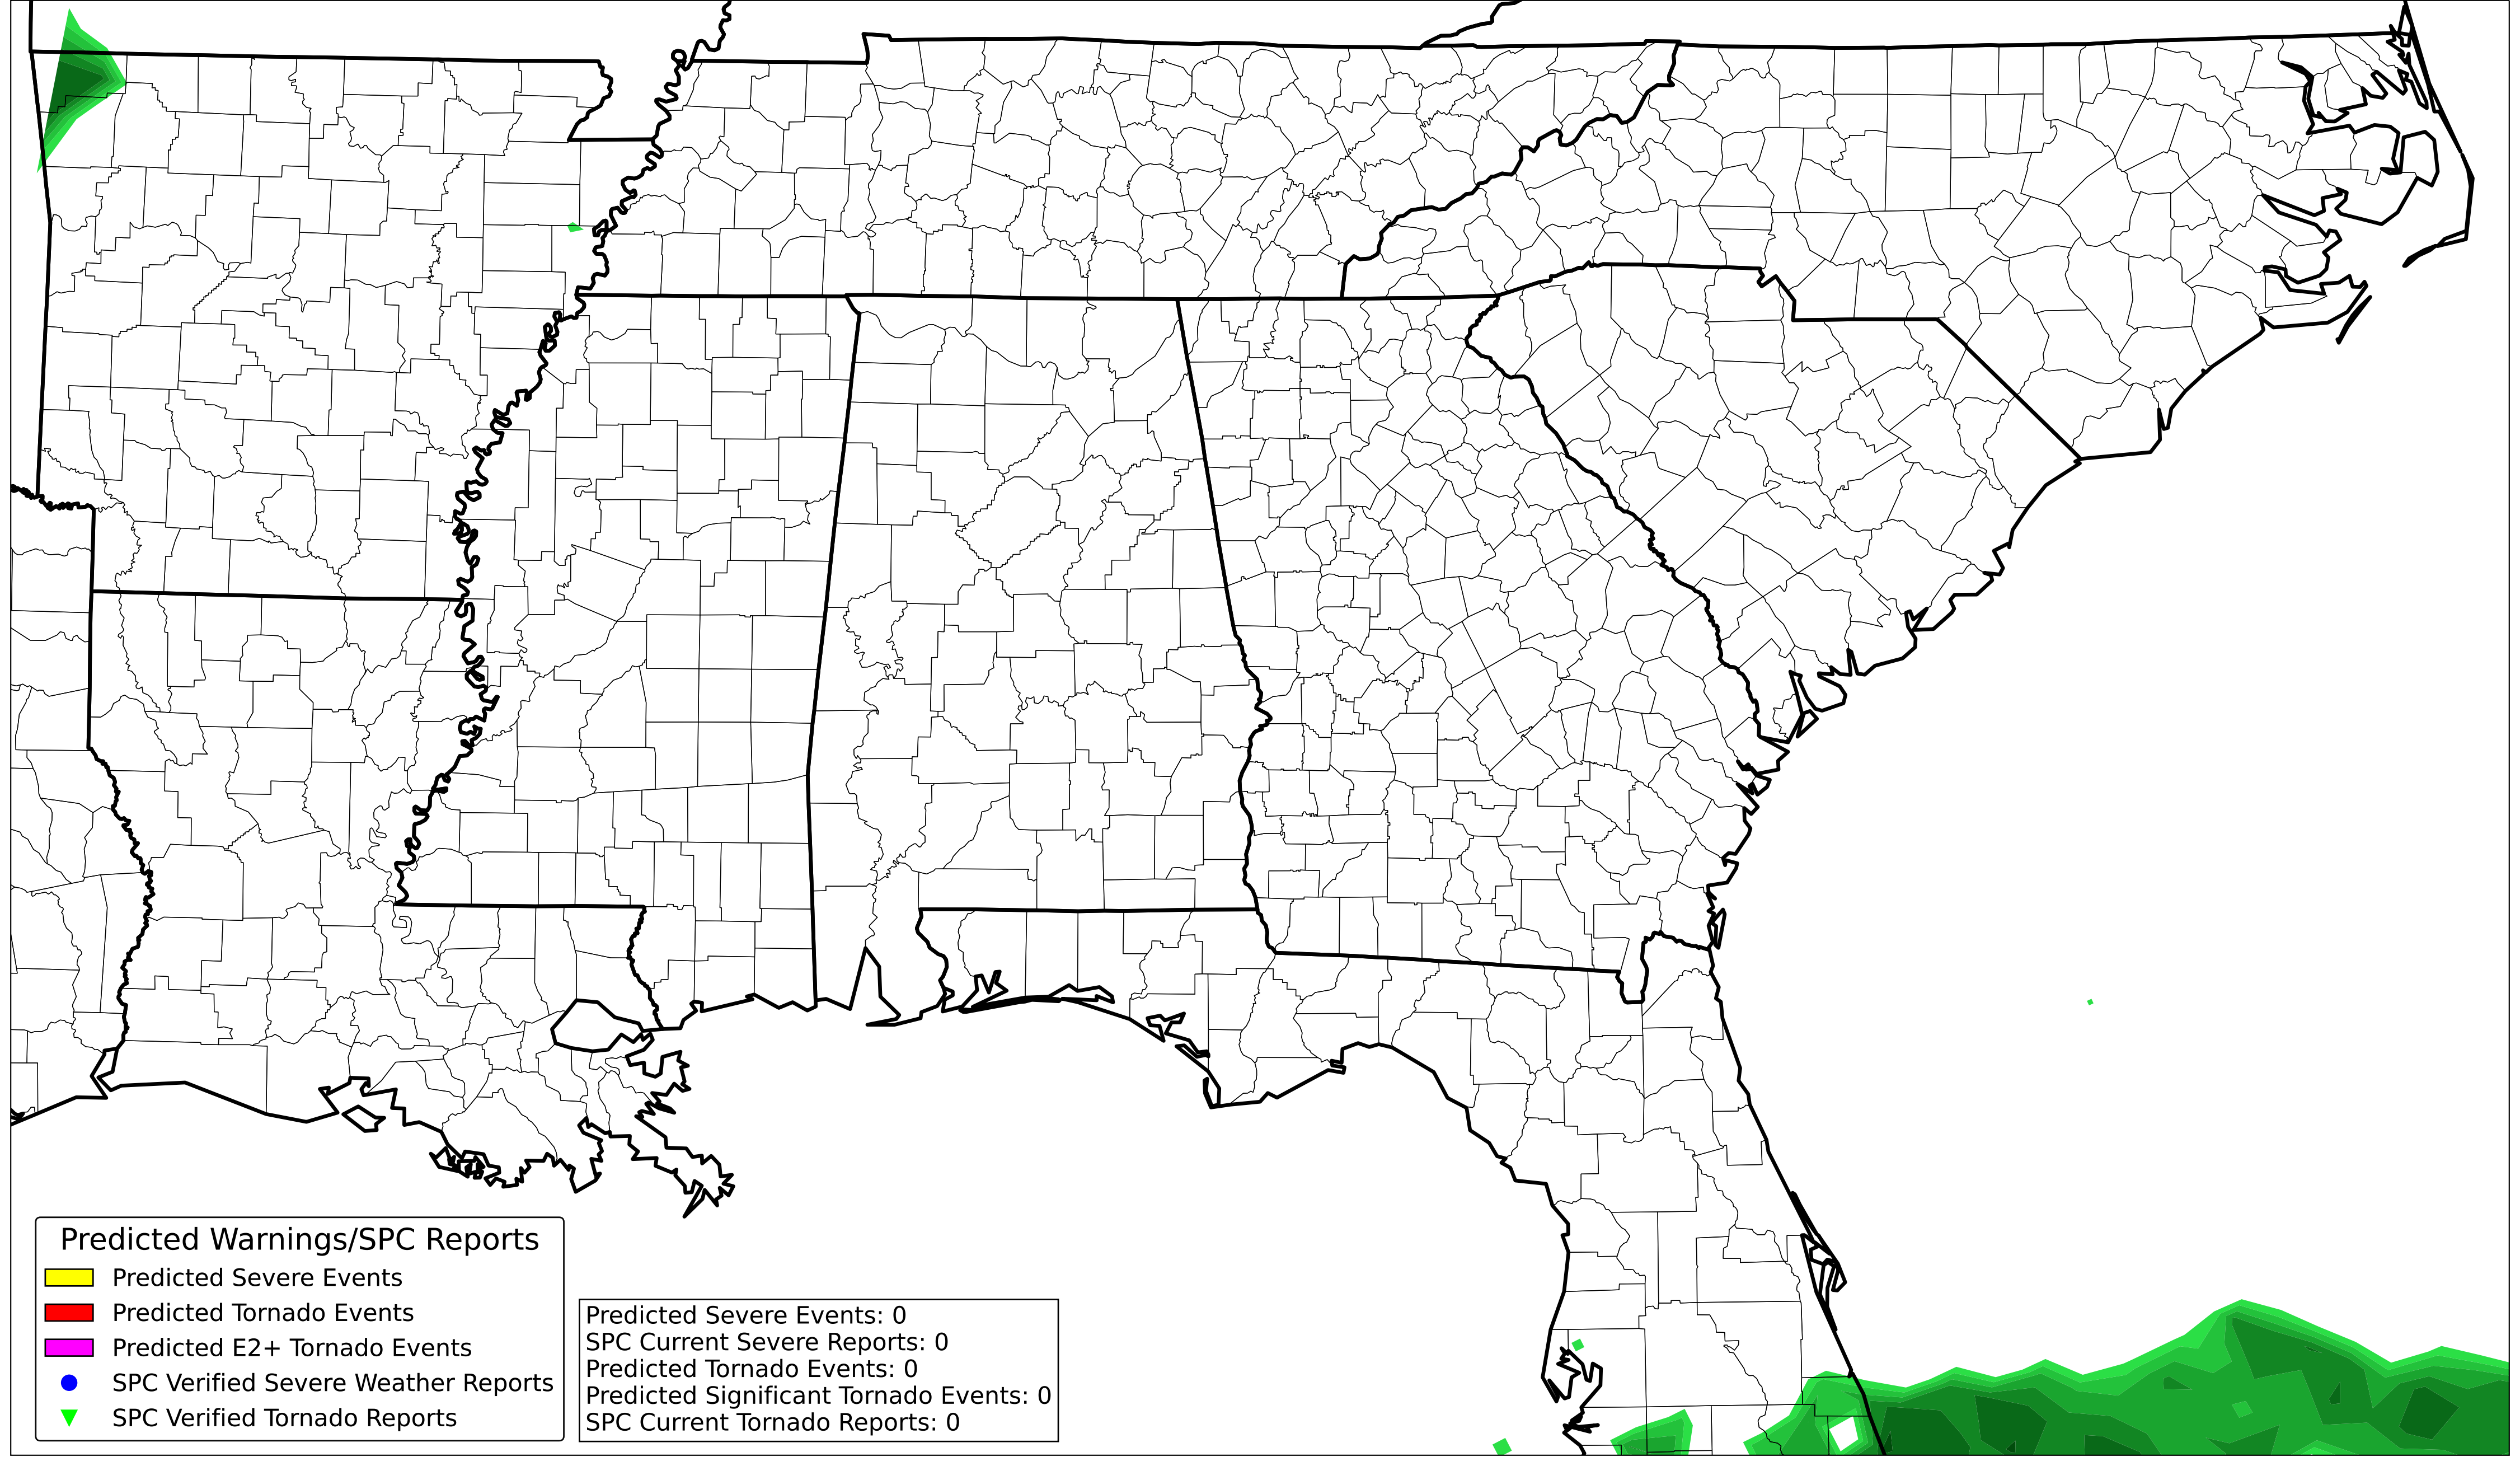 Predicted Warnings/SPC Reports
Predicted Severe Events
Predicted Tornado Events
Predicted E2+ Tornado Events
SPC Verified Severe Weather Reports
SPC Verified Tornado Reports
Predicted Severe Events: 0
SPC Current Severe Reports: 0
Predicted Tornado Events: 0
Predicted Significant Tornado Events: 0
SPC Current Tornado Reports: 0